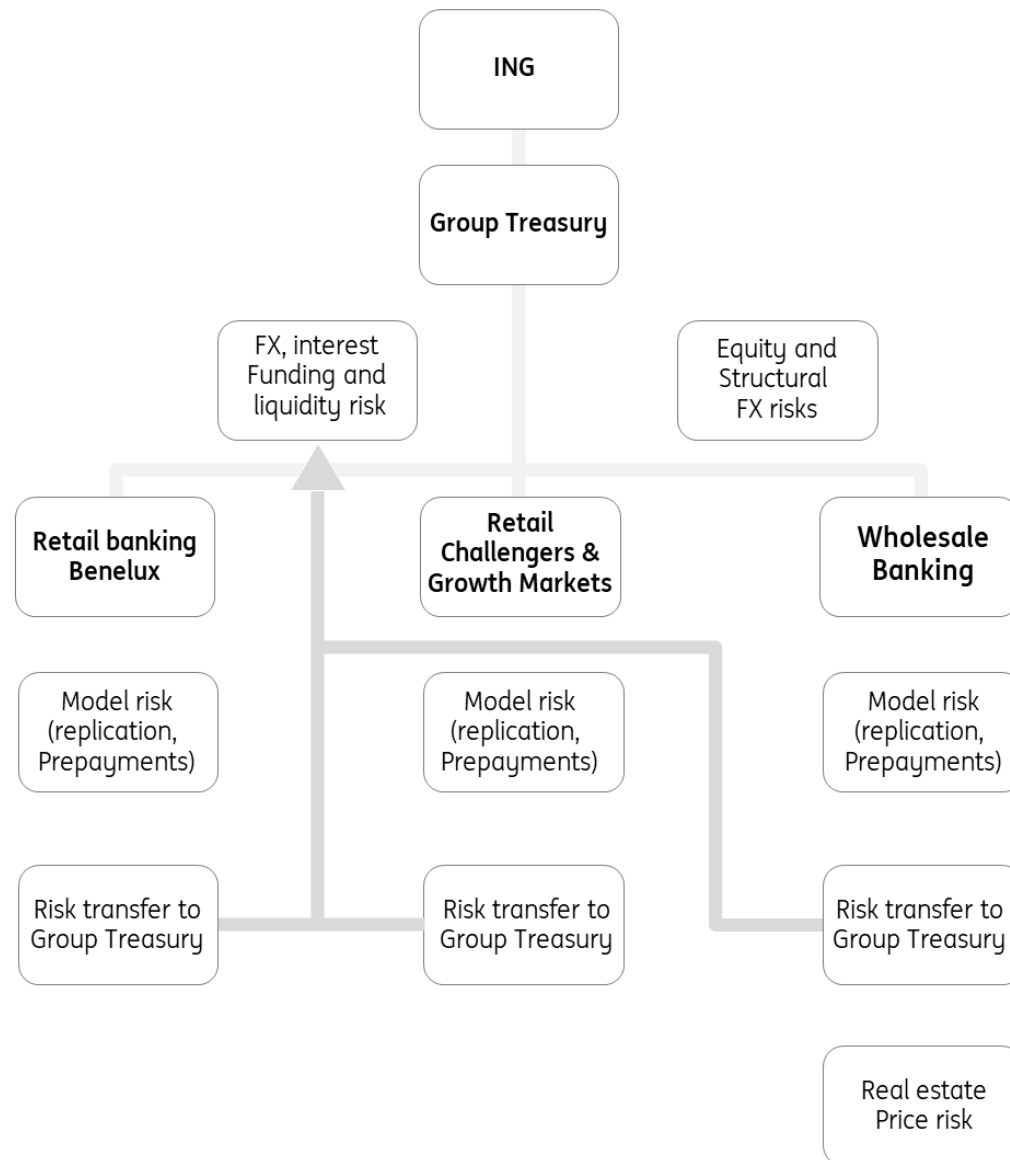 ING
Group Treasury
FX, interest
Funding and
liquidity risk
Equity and
Structural
FX risks
Retail banking
Benelux
Retail
Challengers &
Growth Markets
Wholesale
Banking
Model risk
(replication,
Prepayments)
Model risk
(replication,
Prepayments)
Model risk
(replication,
Prepayments)
Risk transfer to
Group Treasury
Risk transfer to
Group Treasury
Risk transfer to
Group Treasury
Real estate
Price risk